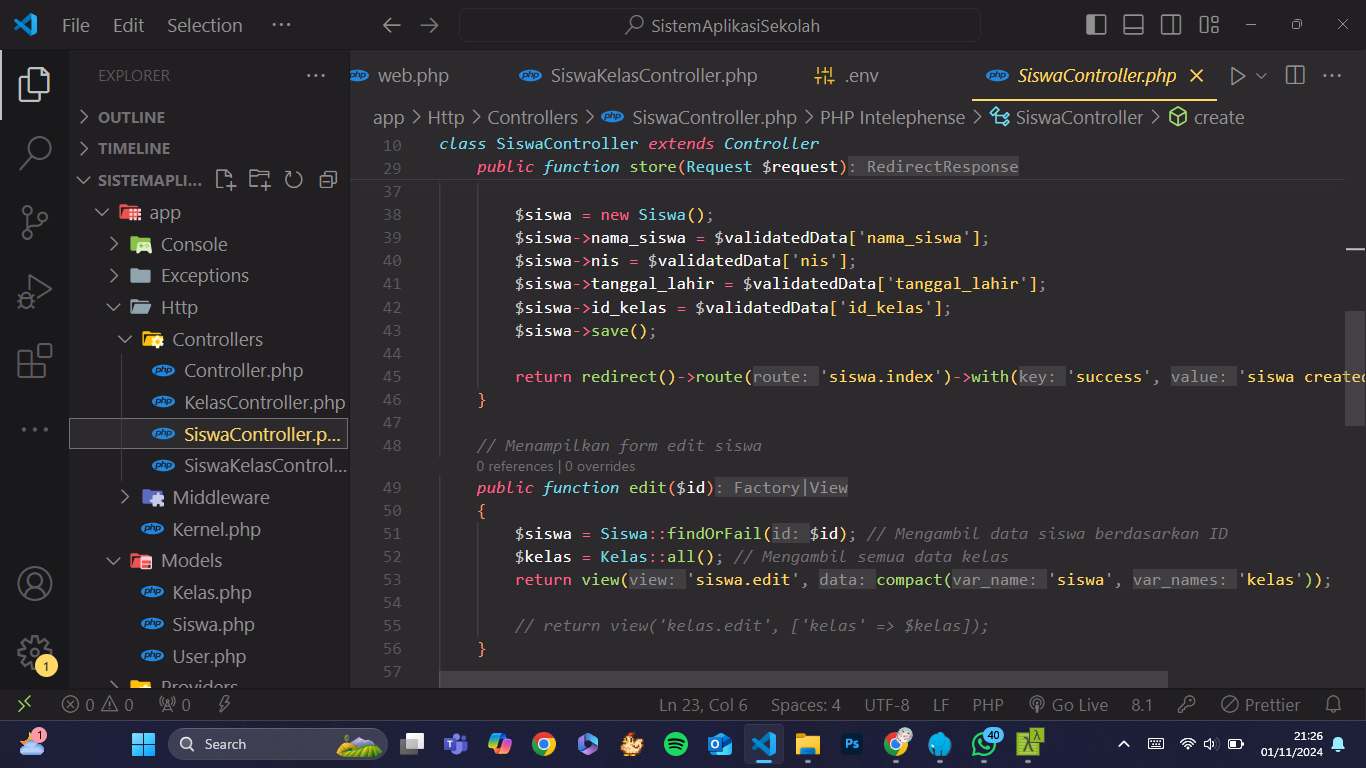 File Edit Selection ···
SistemAplikasiSekolah
EXPLORER ···
OUTLINE
TIMELINE
SISTEMAPLI...
app
Console
Exceptions
Http
Controllers
Controller.php
KelasController.php
SiswaController.p...
SiswaKelasControl...
Middleware
Kernel.php
Models
Kelas.php
Siswa.php
User.php
Providers
1
web.php SiswaKelasController.php .env SiswaController.php
app > Http > Controllers > SiswaController.php > PHP Intelephense > SiswaController > create
10 class SiswaController extends Controller
29 public function store(Request $request): RedirectResponse
37
38 $siswa = new Siswa();
39 $siswa->nama_siswa = $validatedData['nama_siswa'];
40 $siswa->nis = $validatedData['nis'];
41 $siswa->tanggal_lahir = $validatedData['tanggal_lahir'];
42 $siswa->id_kelas = $validatedData['id_kelas'];
43 $siswa->save();
44
45 return redirect()->route(route: 'siswa.index')->with(key: 'success', value: 'siswa created
46 }
47
48 // Menampilkan form edit siswa
0 references | 0 overrides
49 public function edit($id): Factory|View
50 {
51 $siswa = Siswa::findOrFail(id: $id); // Mengambil data siswa berdasarkan ID
52 $kelas = Kelas::all(); // Mengambil semua data kelas
53 return view(view: 'siswa.edit', data: compact(var_name: 'siswa', var_names: 'kelas'));
54
55 // return view('kelas.edit', ['kelas' => $kelas]);
56 }
57
0 0 0 Ln 23, Col 6 Spaces: 4 UTF-8 LF PHP Go Live 8.1 Prettier
1 Search 40 21:26
01/11/2024